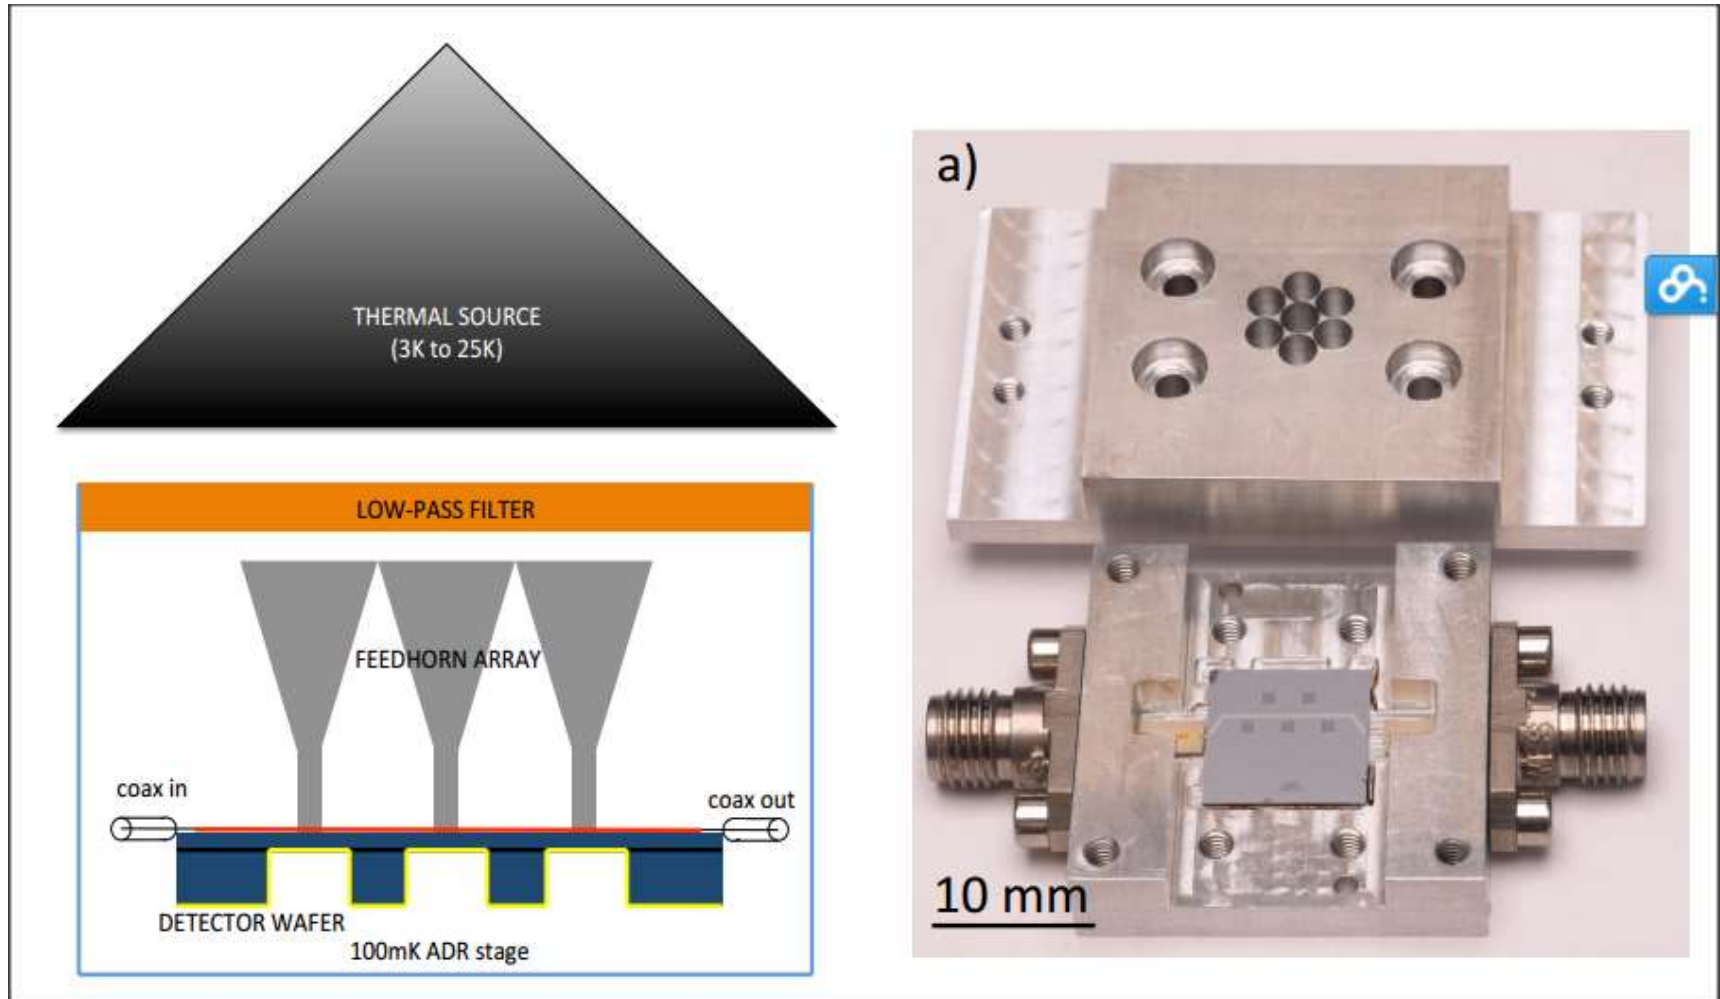 THERMAL SOURCE
(3K to 25K)
LOW-PASS FILTER
FEEDHORN ARRAY
coax in
coax out
DETECTOR WAFER
100mK ADR stage
a)
10 mm